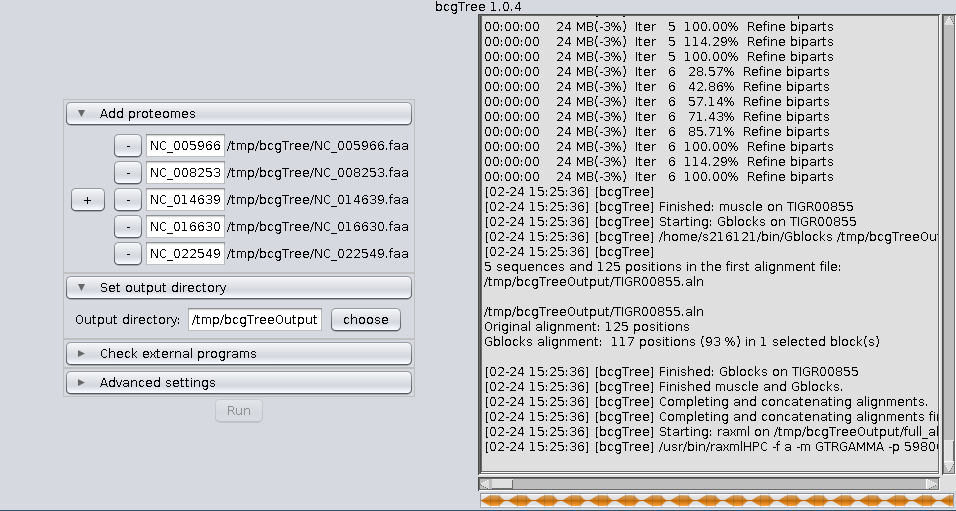 bcgTree 1.0.4
Add proteomes
- NC_005966 /tmp/bcgTree/NC_005966.faa
- NC_008253 /tmp/bcgTree/NC_008253.faa
+ - NC_014639 /tmp/bcgTree/NC_014639.faa
- NC_016630 /tmp/bcgTree/NC_016630.faa
- NC_022549 /tmp/bcgTree/NC_022549.faa
Set output directory
Output directory: /tmp/bcgTreeOutput choose
Check external programs
Advanced settings
Run
00:00:00 24 MB(-3%) Iter 5 100.00% Refine biparts
00:00:00 24 MB(-3%) Iter 5 114.29% Refine biparts
00:00:00 24 MB(-3%) Iter 5 100.00% Refine biparts
00:00:00 24 MB(-3%) Iter 6 28.57% Refine biparts
00:00:00 24 MB(-3%) Iter 6 42.86% Refine biparts
00:00:00 24 MB(-3%) Iter 6 57.14% Refine biparts
00:00:00 24 MB(-3%) Iter 6 71.43% Refine biparts
00:00:00 24 MB(-3%) Iter 6 85.71% Refine biparts
00:00:00 24 MB(-3%) Iter 6 100.00% Refine biparts
00:00:00 24 MB(-3%) Iter 6 114.29% Refine biparts
00:00:00 24 MB(-3%) Iter 6 100.00% Refine biparts
[02-24 15:25:36] [bcgTree]
[02-24 15:25:36] [bcgTree] Finished: muscle on TIGR00855
[02-24 15:25:36] [bcgTree] Starting: Gblocks on TIGR00855
[02-24 15:25:36] [bcgTree] /home/s216121/bin/Gblocks /tmp/bcgTreeOu
[02-24 15:25:36] [bcgTree]
5 sequences and 125 positions in the first alignment file:
/tmp/bcgTreeOutput/TIGR00855.aln
/tmp/bcgTreeOutput/TIGR00855.aln
Original alignment: 125 positions
Gblocks alignment: 117 positions (93 %) in 1 selected block(s)
[02-24 15:25:36] [bcgTree] Finished: Gblocks on TIGR00855
[02-24 15:25:36] [bcgTree] Finished muscle and Gblocks.
[02-24 15:25:36] [bcgTree] Completing and concatenating alignments.
[02-24 15:25:36] [bcgTree] Completing and concatenating alignments fi
[02-24 15:25:36] [bcgTree] Starting: raxml on /tmp/bcgTreeOutput/full_al
[02-24 15:25:36] [bcgTree] /usr/bin/raxmlHPC -f a -m GTRGAMMA -p 5980